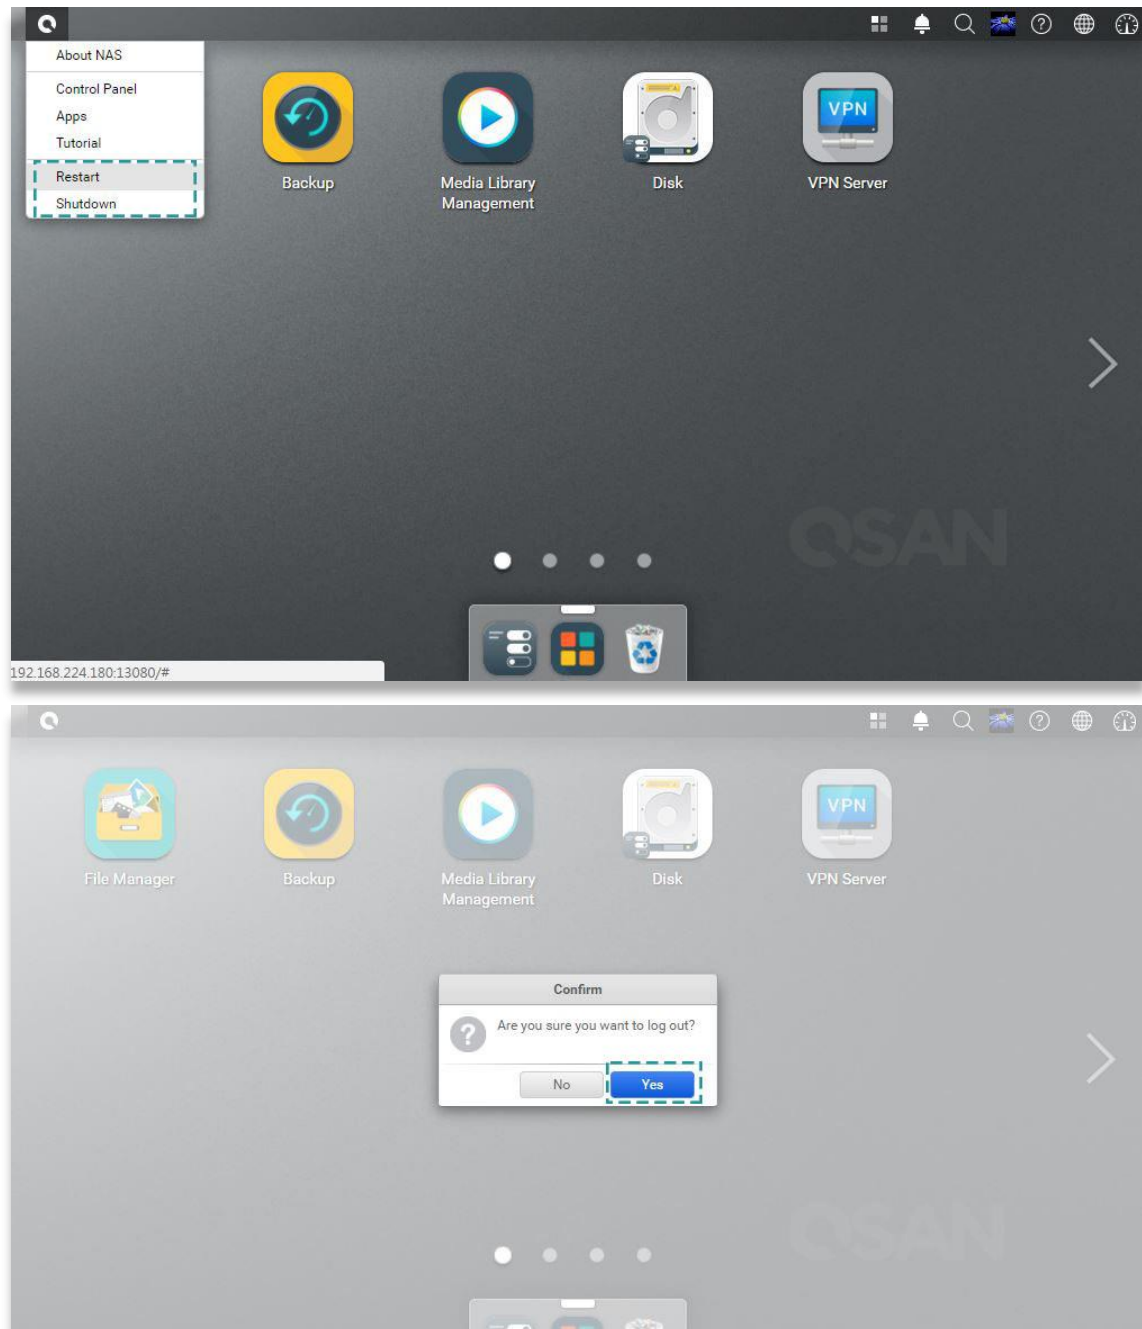 About NAS
Control Panel
Apps
Tutorial
Restart
Shutdown
Backup
Media Library
Management
Disk
VPN
VPN Server
QSAN
192.168.224.180:13080/#
File Manager
Backup
Media Library
Management
Disk
VPN
VPN Server
Confirm
Are you sure you want to log out?
No
Yes
QSAN